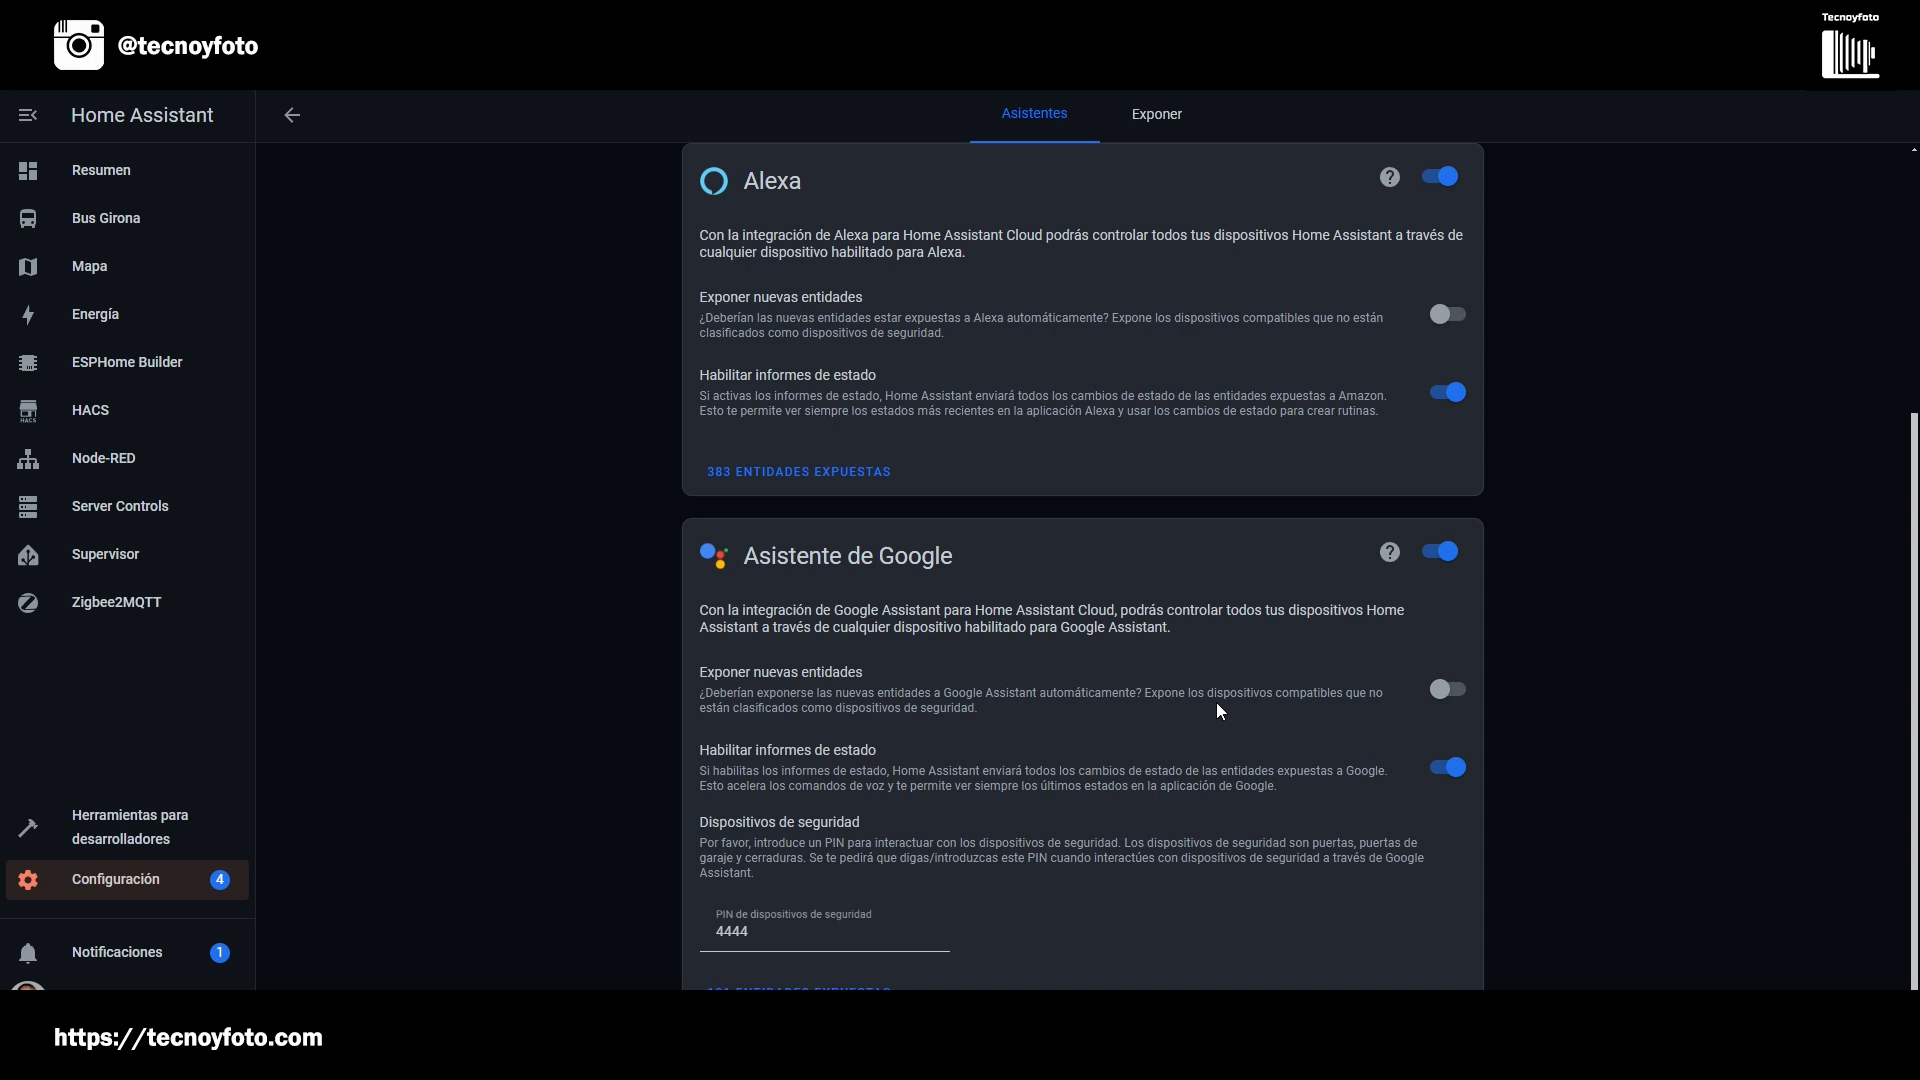 @tecnoyfoto
Tecnoyfoto
Home Assistant
Asistentes
Exponer
Resumen
Bus Girona
Mapa
Energía
ESPHome Builder
HACS
HACS
Node-RED
Server Controls
Supervisor
Zigbee2MQTT
Herramientas para
desarrolladores
Configuración
4
Notificaciones
1
Alexa
Con la integración de Alexa para Home Assistant Cloud podrás controlar todos tus dispositivos Home Assistant a través de
cualquier dispositivo habilitado para Alexa.
Exponer nuevas entidades
¿Deberían las nuevas entidades estar expuestas a Alexa automáticamente? Expone los dispositivos compatibles que no están
clasificados como dispositivos de seguridad.
Habilitar informes de estado
Si activas los informes de estado, Home Assistant enviará todos los cambios de estado de las entidades expuestas a Amazon.
Esto te permite ver siempre los estados más recientes en la aplicación Alexa y usar los cambios de estado para crear rutinas.
383 ENTIDADES EXPUESTAS
Asistente de Google
Con la integración de Google Assistant para Home Assistant Cloud, podrás controlar todos tus dispositivos Home
Assistant a través de cualquier dispositivo habilitado para Google Assistant.
Exponer nuevas entidades
¿Deberían exponerse las nuevas entidades a Google Assistant automáticamente? Expone los dispositivos compatibles que no
están clasificados como dispositivos de seguridad.
Habilitar informes de estado
Si habilitas los informes de estado, Home Assistant enviará todos los cambios de estado de las entidades expuestas a Google.
Esto acelera los comandos de voz y te permite ver siempre los últimos estados en la aplicación de Google.
Dispositivos de seguridad
Por favor, introduce un PIN para interactuar con los dispositivos de seguridad. Los dispositivos de seguridad son puertas, puertas de
garaje y cerraduras. Se te pedirá que digas/introduzcas este PIN cuando interactúes con dispositivos de seguridad a través de Google
Assistant.
PIN de dispositivos de seguridad
4444
ENTIDADES EXPUESTAS
https://tecnoyfoto.com